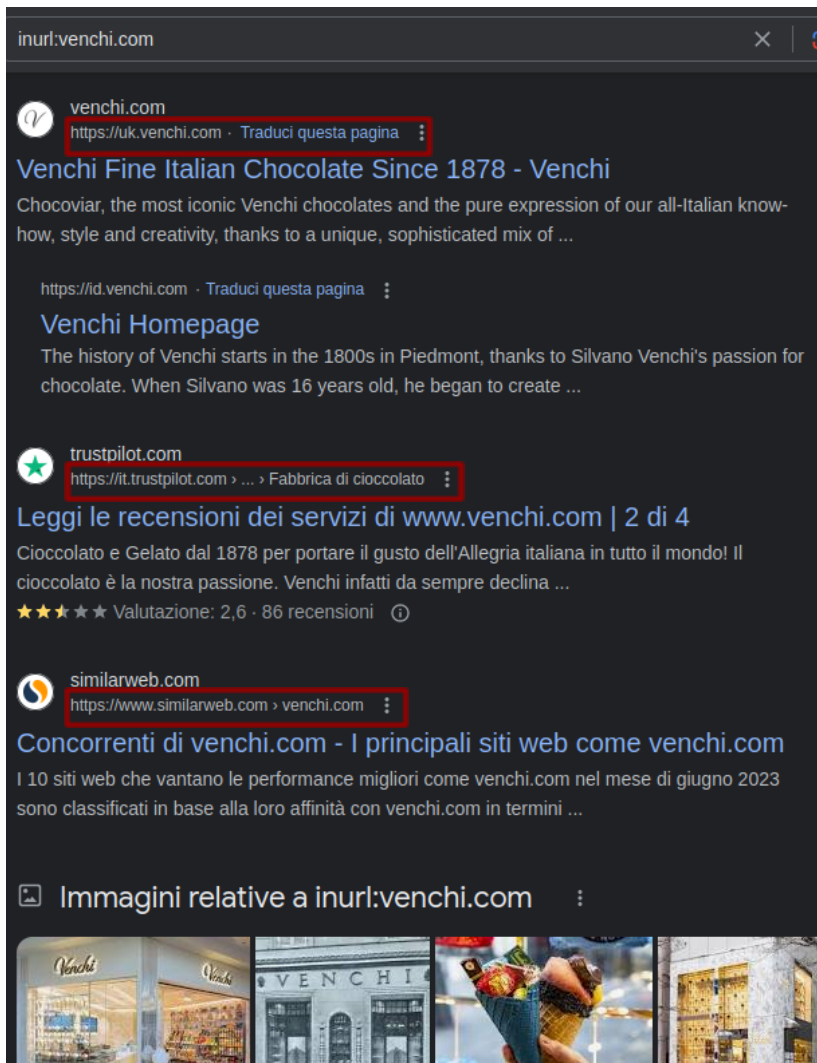 inurl:venchi.com
venchi.com
https://uk.venchi.com · Traduci questa pagina
Venchi Fine Italian Chocolate Since 1878 - Venchi
Chocoviar, the most iconic Venchi chocolates and the pure expression of our all-Italian know-
how, style and creativity, thanks to a unique, sophisticated mix of ...
https://id.venchi.com · Traduci questa pagina
Venchi Homepage
The history of Venchi starts in the 1800s in Piedmont, thanks to Silvano Venchi's passion for
chocolate. When Silvano was 16 years old, he began to create ...
trustpilot.com
https://it.trustpilot.com › ... › Fabbrica di cioccolato
Leggi le recensioni dei servizi di www.venchi.com | 2 di 4
Cioccolato e Gelato dal 1878 per portare il gusto dell'Allegria italiana in tutto il mondo! Il
cioccolato è la nostra passione. Venchi infatti da sempre declina ...
Valutazione: 2,6 · 86 recensioni
similarweb.com
https://www.similarweb.com › venchi.com
Concorrenti di venchi.com - I principali siti web come venchi.com
I 10 siti web che vantano le performance migliori come venchi.com nel mese di giugno 2023
sono classificati in base alla loro affinità con venchi.com in termini ...
Immagini relative a inurl:venchi.com
Venchi
Venchi
VENCHI